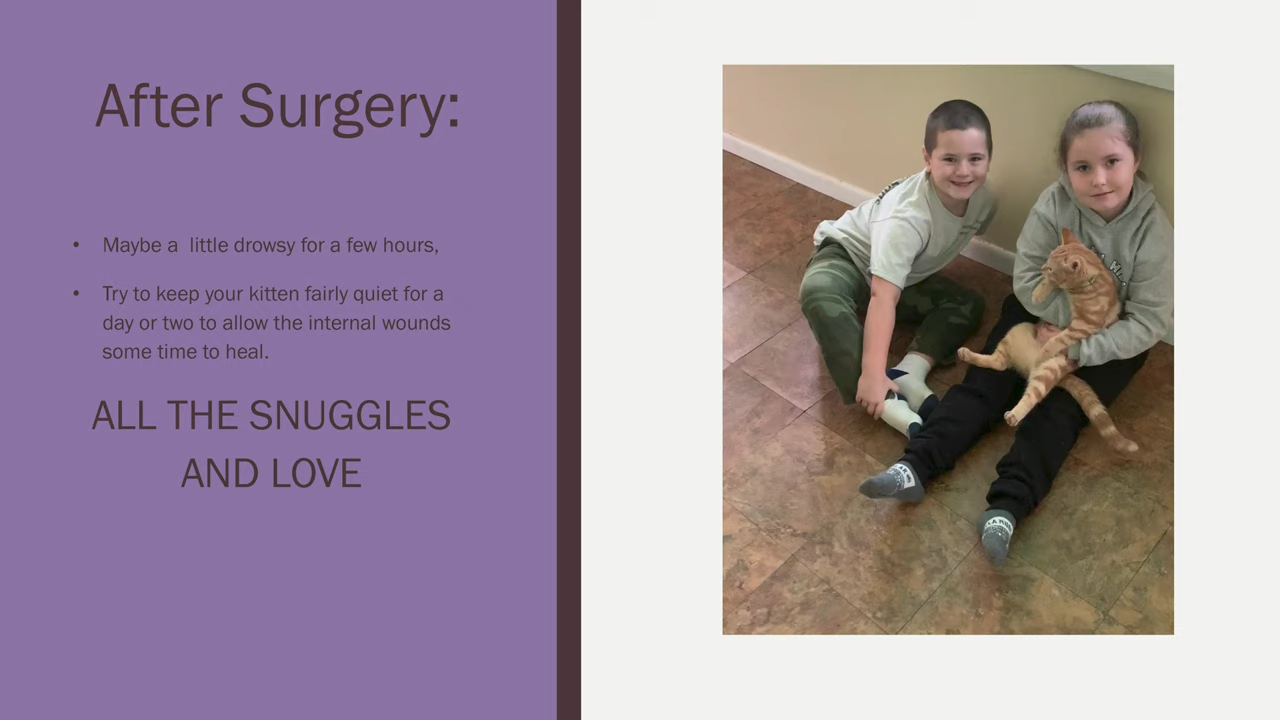 After Surgery:
• Maybe a  little drowsy for a few hours,
• Try to keep your kitten fairly quiet for a
day or two to allow the internal wounds
some time to heal.
ALL THE SNUGGLES
AND LOVE